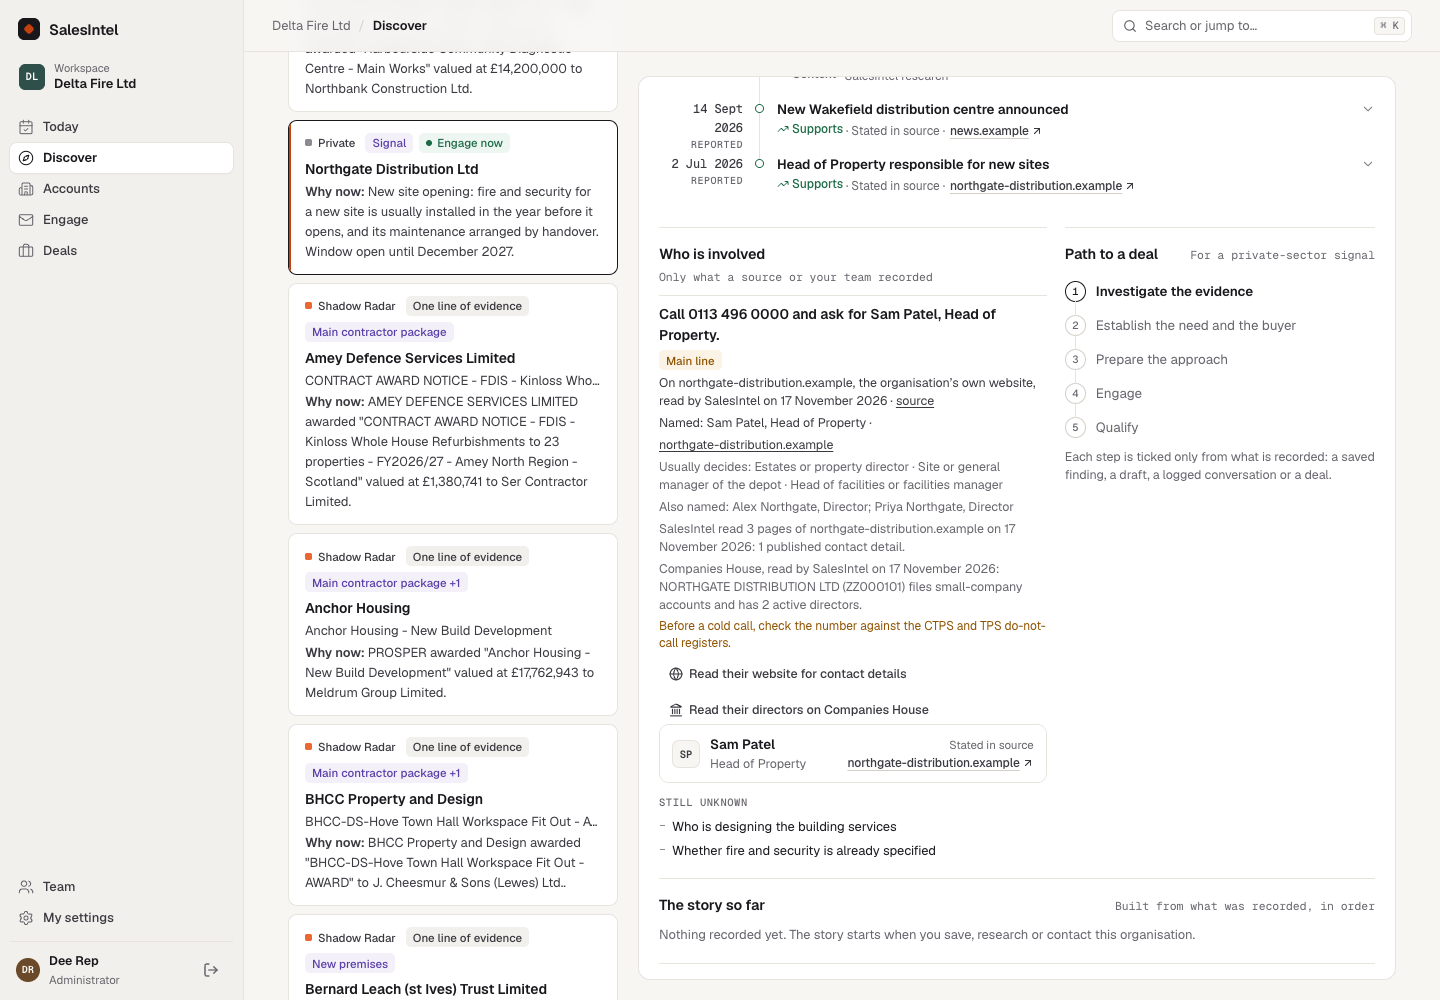 SalesIntel
DL
Workspace
Delta Fire Ltd
Today
Discover
Accounts
Engage
Deals
Team
My settings
DR
Dee Rep
Administrator
Delta Fire Ltd / Discover
Search or jump to…
⌘ K
Centre - Main Works" valued at £14,200,000 to
Northbank Construction Ltd.
Private Signal Engage now
Northgate Distribution Ltd
Why now: New site opening: fire and security for
a new site is usually installed in the year before it
opens, and its maintenance arranged by handover.
Window open until December 2027.
Shadow Radar One line of evidence
Main contractor package
Amey Defence Services Limited
CONTRACT AWARD NOTICE - FDIS - Kinloss Who…
Why now: AMEY DEFENCE SERVICES LIMITED
awarded "CONTRACT AWARD NOTICE - FDIS -
Kinloss Whole House Refurbishments to 23
properties - FY2026/27 - Amey North Region -
Scotland" valued at £1,380,741 to Ser Contractor
Limited.
Shadow Radar One line of evidence
Main contractor package +1
Anchor Housing
Anchor Housing - New Build Development
Why now: PROSPER awarded "Anchor Housing -
New Build Development" valued at £17,762,943 to
Meldrum Group Limited.
Shadow Radar One line of evidence
Main contractor package +1
BHCC Property and Design
BHCC-DS-Hove Town Hall Workspace Fit Out - A…
Why now: BHCC Property and Design awarded
"BHCC-DS-Hove Town Hall Workspace Fit Out -
AWARD" to J. Cheesmur & Sons (Lewes) Ltd..
Shadow Radar One line of evidence
New premises
Bernard Leach (st Ives) Trust Limited
14 Sept
2026
REPORTED
New Wakefield distribution centre announced
Supports · Stated in source · news.example
2 Jul 2026
REPORTED
Head of Property responsible for new sites
Supports · Stated in source · northgate-distribution.example
Who is involved
Only what a source or your team recorded
Call 0113 496 0000 and ask for Sam Patel, Head of
Property.
Main line
On northgate-distribution.example, the organisation's own website,
read by SalesIntel on 17 November 2026 · source
Named: Sam Patel, Head of Property ·
northgate-distribution.example
Usually decides: Estates or property director · Site or general
manager of the depot · Head of facilities or facilities manager
Also named: Alex Northgate, Director; Priya Northgate, Director
SalesIntel read 3 pages of northgate-distribution.example on 17
November 2026: 1 published contact detail.
Companies House, read by SalesIntel on 17 November 2026:
NORTHGATE DISTRIBUTION LTD (ZZ000101) files small-company
accounts and has 2 active directors.
Before a cold call, check the number against the CTPS and TPS do-not-
call registers.
Read their website for contact details
Read their directors on Companies House
SP
Sam Patel
Head of Property
Stated in source
northgate-distribution.example
STILL UNKNOWN
– Who is designing the building services
– Whether fire and security is already specified
Path to a deal
For a private-sector signal
1 Investigate the evidence
2 Establish the need and the buyer
3 Prepare the approach
4 Engage
5 Qualify
Each step is ticked only from what is recorded: a saved
finding, a draft, a logged conversation or a deal.
The story so far
Built from what was recorded, in order
Nothing recorded yet. The story starts when you save, research or contact this organisation.